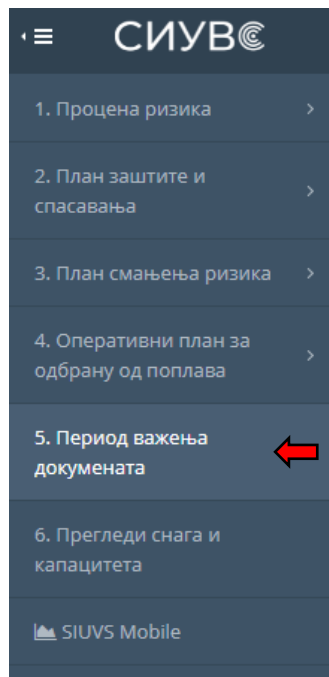 СИУВС
1. Процена ризика
2. План заштите и
спасавања
3. План смањења ризика
4. Оперативни план за
одбрану од поплава
5. Период важења
докумената
6. Прегледи снага и
капацитета
SIUVS Mobile